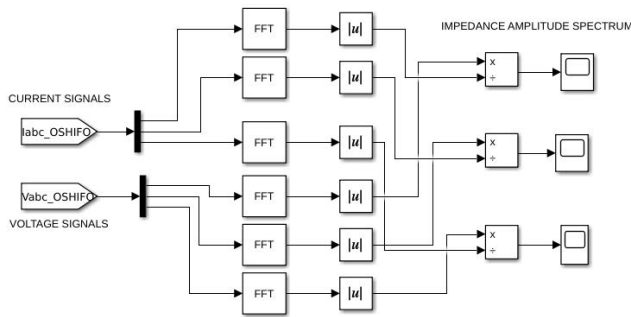 IMPEDANCE AMPLITUDE SPECTRUM
FFT
|u|
x
÷
FFT
|u|
CURRENT SIGNALS
Iabc_OSHIFO
FFT
|u|
x
÷
Vabc_OSHIFO
FFT
|u|
VOLTAGE SIGNALS
FFT
|u|
x
÷
FFT
|u|